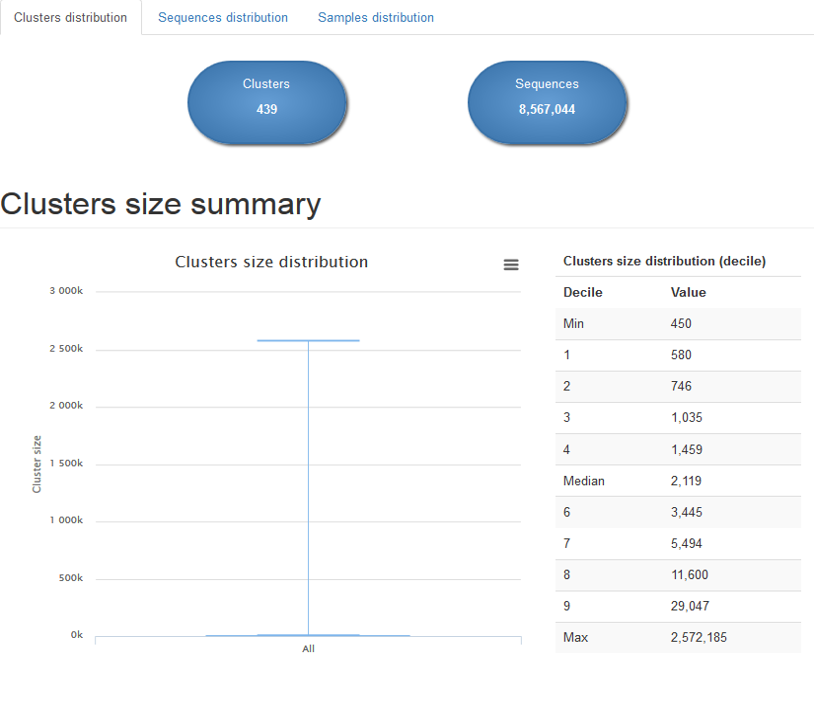 Clusters distribution Sequences distribution Samples distribution
Clusters Sequences
439 8,567,044
Clusters size summary
Clusters size distribution
3 000k
2 500k
2 000k
1 500k
1 000k
500k
0k
Cluster size
All
Clusters size distribution (decile)
Decile Value
Min 450
1 580
2 746
3 1,035
4 1,459
Median 2,119
6 3,445
7 5,494
8 11,600
9 29,047
Max 2,572,185